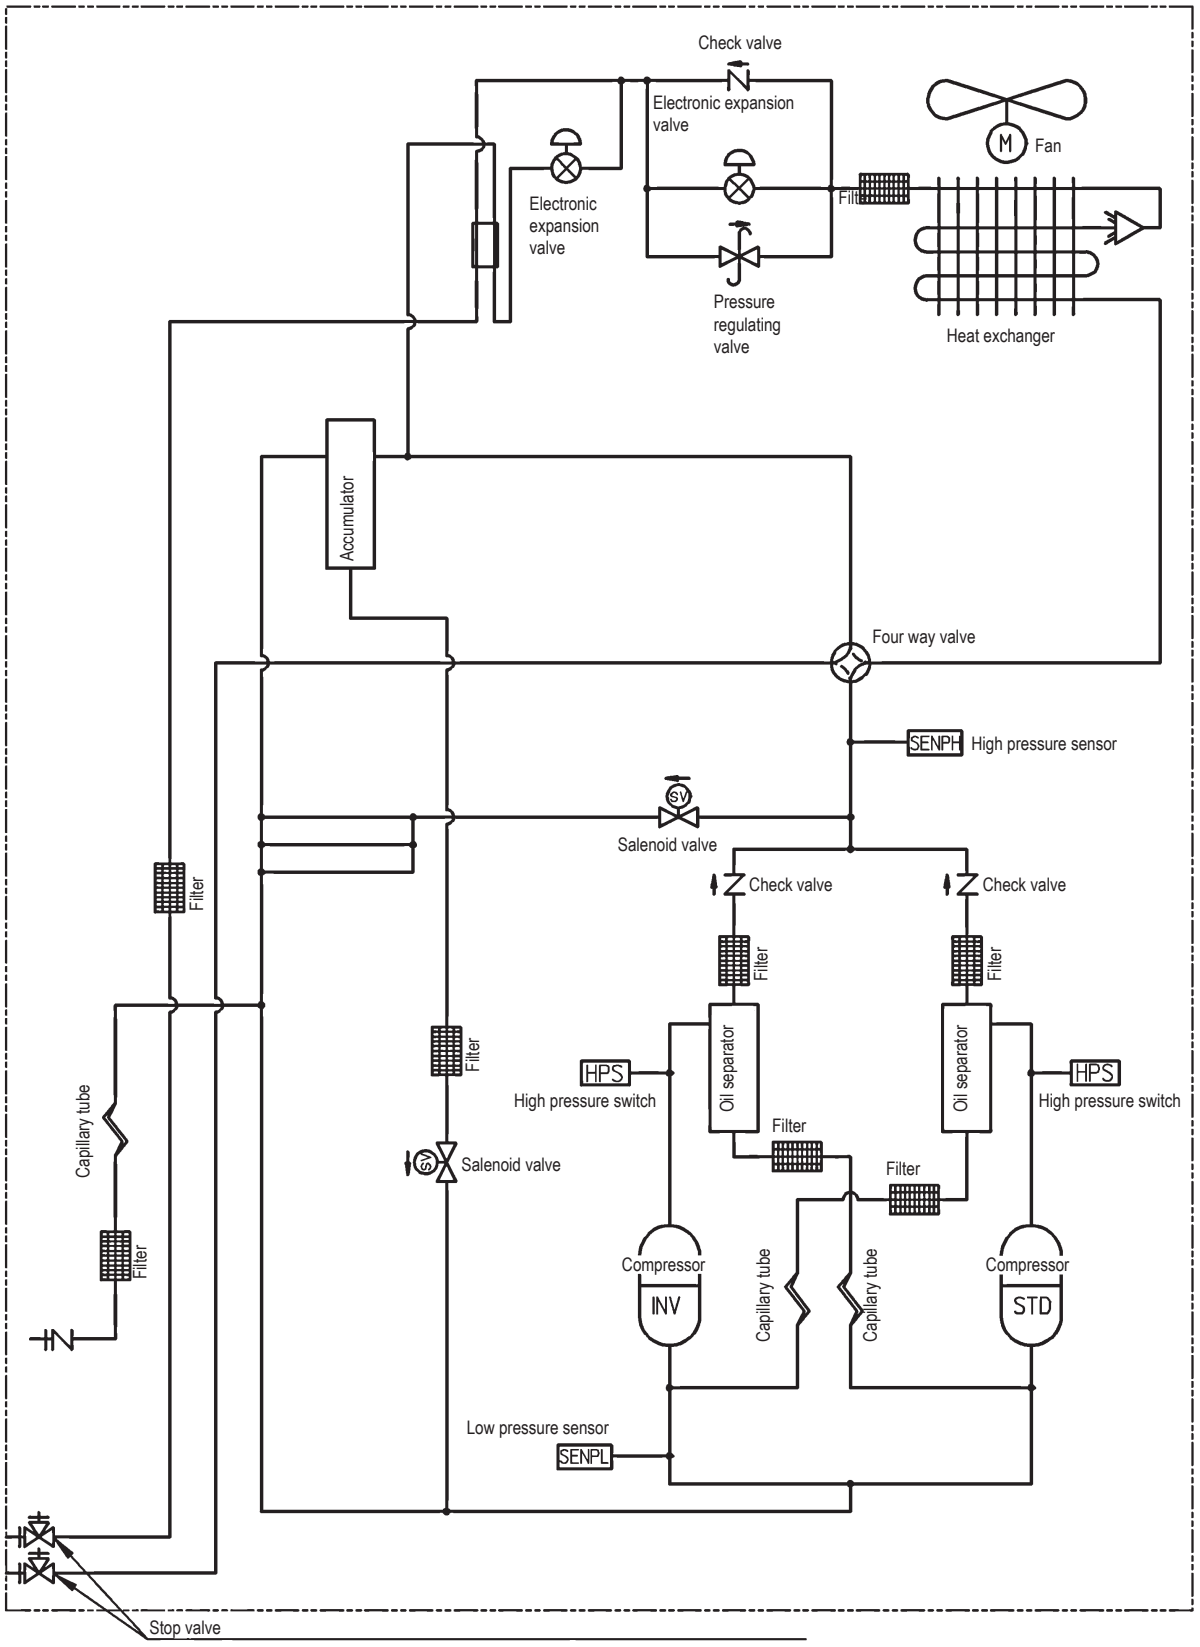 Check valve
Electronic expansion
valve
M
Fan
Electronic
expansion
valve
Filter
Pressure
regulating
valve
Heat exchanger
Accumulator
Four way valve
SENPH
High pressure sensor
SV
Salenoid valve
Check valve
Check valve
Filter
Filter
Filter
Filter
Oil separator
Oil separator
HPS
High pressure switch
HPS
High pressure switch
Capillary tube
Filter
SV
Salenoid valve
Filter
Filter
Compressor
INV
Capillary tube
Capillary tube
Compressor
STD
Low pressure sensor
SENPL
Stop valve